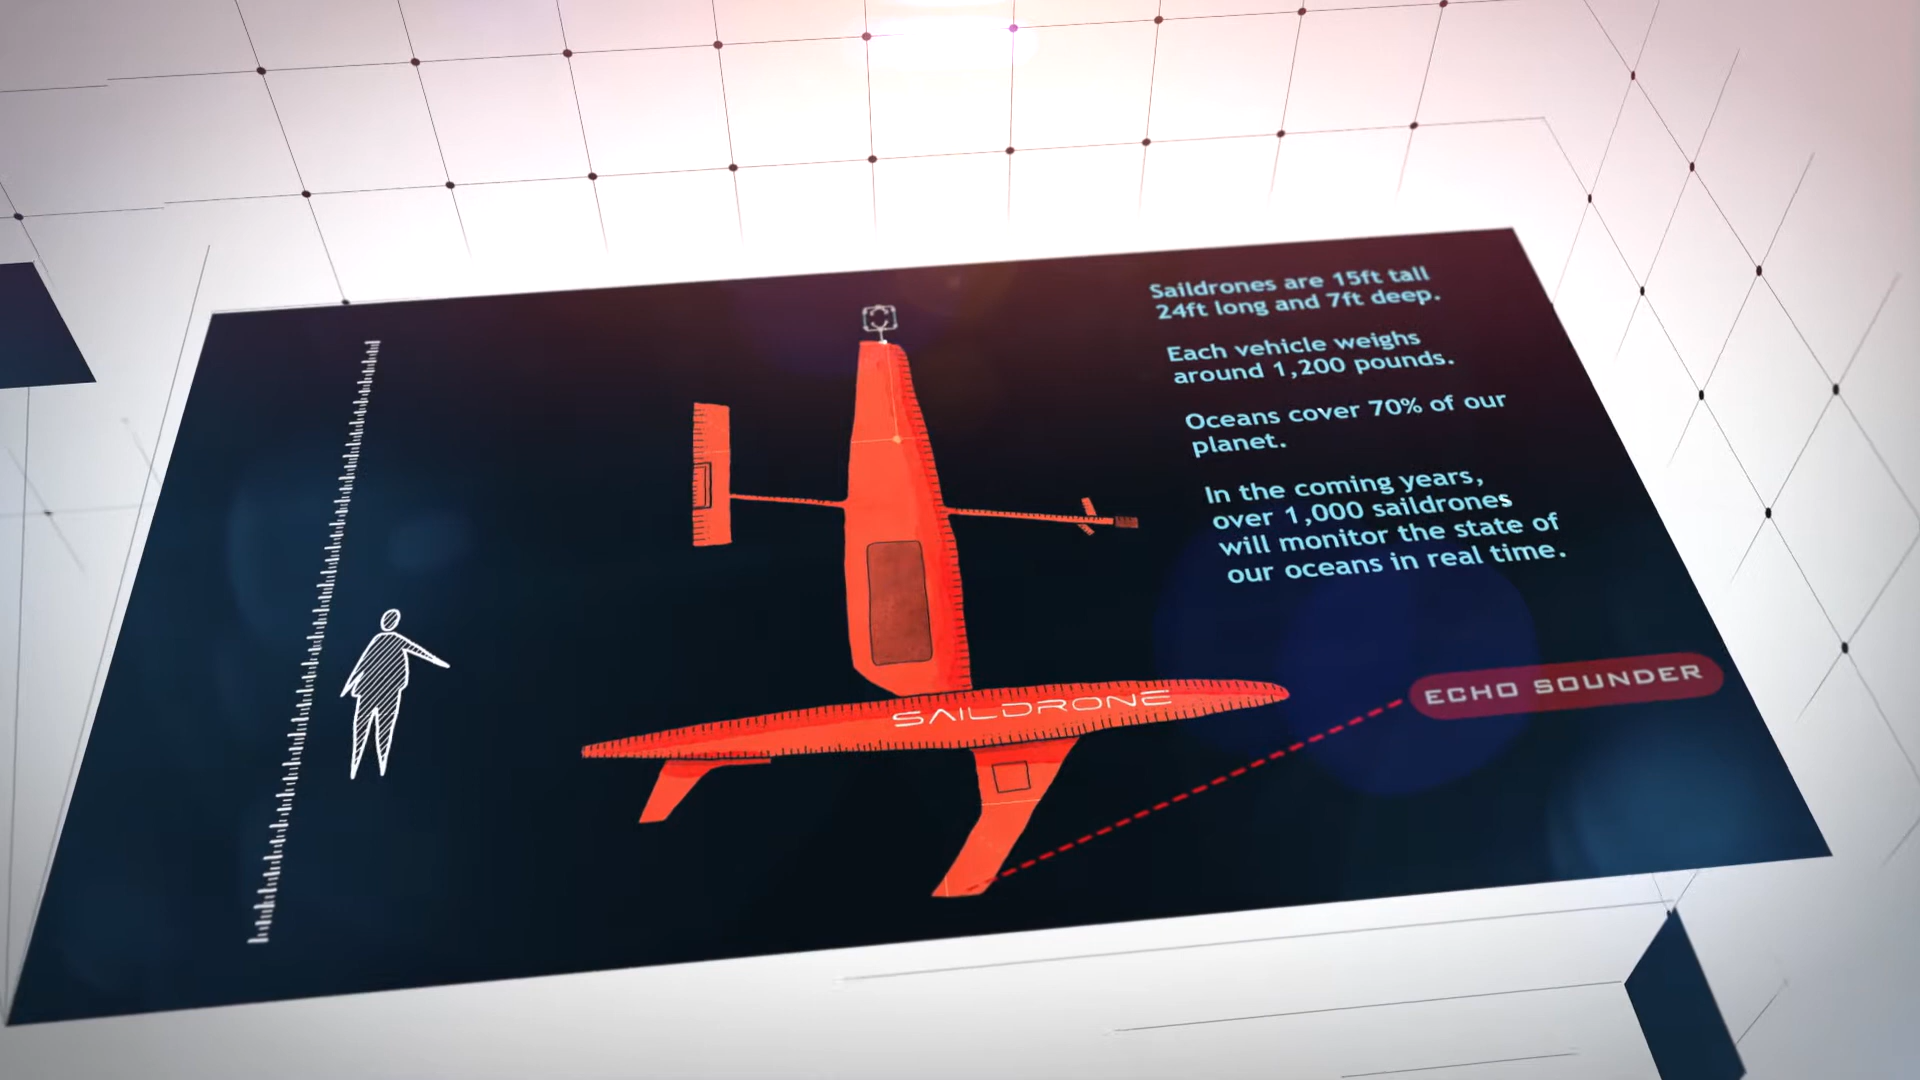 Saildrones are 15ft tall
24ft long and 7ft deep.
Each vehicle weighs
around 1,200 pounds.
Oceans cover 70% of our
planet.
In the coming years,
over 1,000 saildrones
will monitor the state of
our oceans in real time.
ECHO SOUNDER
SAILDRONE